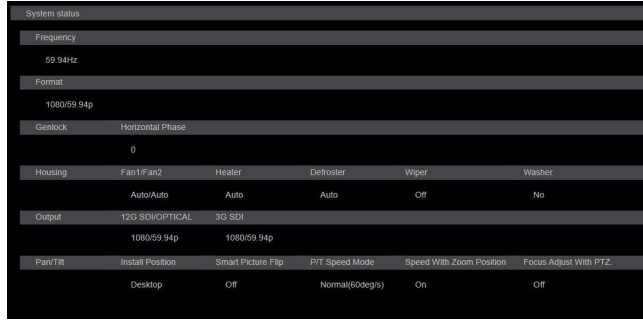 System status
Frequency
59.94Hz
Format
1080/59.94p
Genlock Horizontal Phase
0
Housing Fan1/Fan2 Heater Defroster Wiper Washer
Auto/Auto Auto Auto Off No
Output 12G SDI/OPTICAL 3G SDI
1080/59.94p 1080/59.94p
Pan/Tilt Install Position Smart Picture Flip P/T Speed Mode Speed With Zoom Position Focus Adjust With PTZ.
Desktop Off Normal(60deg/s) On Off